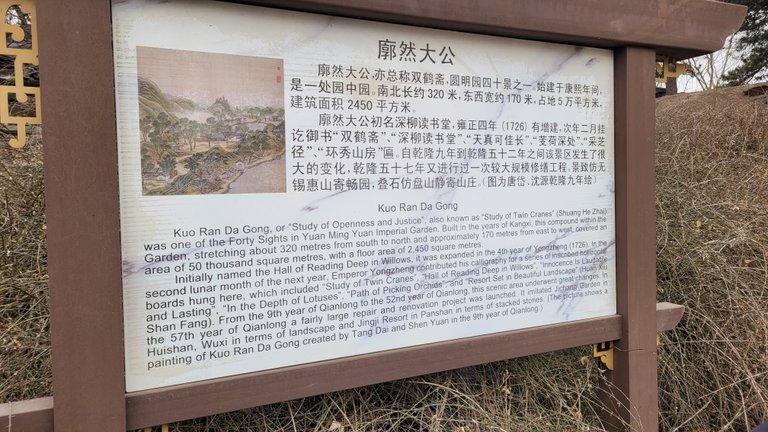 廓然大公
廓然大公,亦总称双鹤斋,圆明园四十景之一。始建于康熙年间,
是一处园中园。南北长约320米,东西宽约170米,占地5万平方米,
建筑面积2450平方米。
廓然大公初名深柳读书堂,雍正四年(1726)有增建,次年二月挂
讫御书“双鹤斋”、“深柳读书堂”、“天真可佳长”、“芰荷深处”、“采芝
径”、“环秀山房”匾。自乾隆九年到乾隆五十二年之间该景区发生了很
大的变化,乾隆五十七年又进行过一次较大规模修缮工程。景致仿无
锡惠山寄畅园,叠石仿盘山静寄山庄。(图为唐岱、沈源乾隆九年绘)
Kuo Ran Da Gong
Kuo Ran Da Gong, or “Study of Openness and Justice”, also known as “Study of Twin Cranes” (Shuang He Zhai),
was one of the Forty Sights in Yuan Ming Yuan Imperial Garden. Built in the years of Kangxi, this compound within the
Garden, stretching about 320 metres from south to north and approximately 170 metres from east to west, covered an
area of 50 thousand square metres, with a floor area of 2,450 square metres.
Initially named the Hall of Reading Deep in Willows, it was expanded in the 4th year of Yongzheng (1726). In the
second lunar month of the next year, Emperor Yongzheng contributed his calligraphy for a series of inscribed horizontal
boards hung here, which included “Study of Twin Cranes”, “Hall of Reading Deep in Willows”, “Innocence is Laudable
and Lasting”, “In the Depth of Lotuses”, “Path of Picking Orchids”, and “Resort Set in Beautiful Landscape” (Huan Xiu
Shan Fang). From the 9th year of Qianlong to the 52nd year of Qianlong, this scenic area underwent great changes. In
the 57th year of Qianlong a fairly large repair and renovation project was launched. It imitated Jichang Garden in
Huishan, Wuxi in terms of landscape and Jingji Resort in Panshan in terms of stacked stones. (The picture shows a
painting of Kuo Ran Da Gong created by Tang Dai and Shen Yuan in the 9th year of Qianlong.)